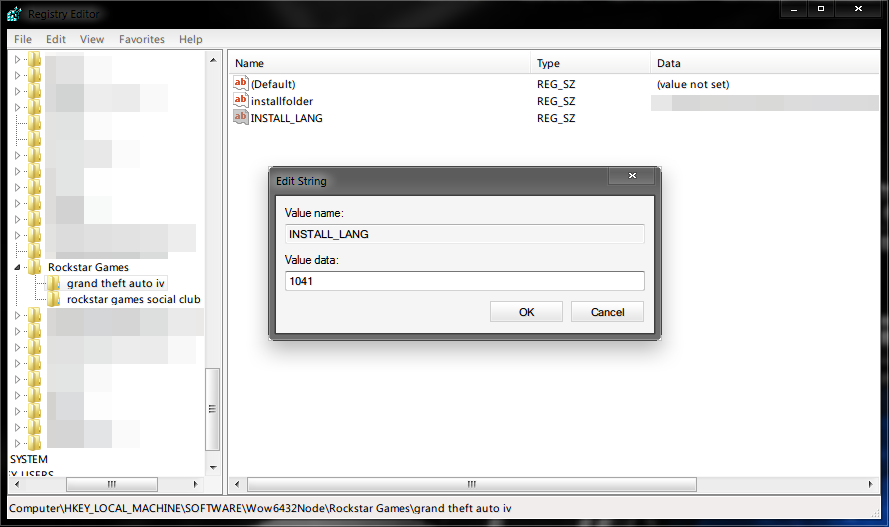 Registry Editor
File Edit View Favorites Help
Name Type Data
(Default) REG_SZ (value not set)
installfolder REG_SZ
INSTALL_LANG REG_SZ
Edit String
Value name:
INSTALL_LANG
Value data:
1041
OK Cancel
Rockstar Games
grand theft auto iv
rockstar games social club
SYSTEM
Computer\HKEY_LOCAL_MACHINE\SOFTWARE\Wow6432Node\Rockstar Games\grand theft auto iv